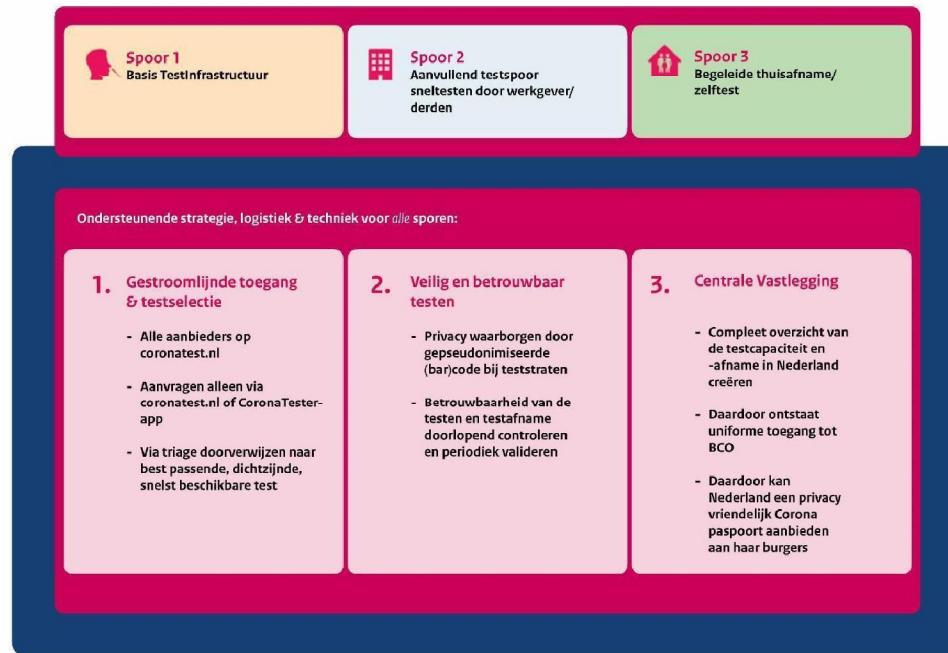 Spoor 1
Basis TestInfrastructuur
Spoor 2
Aanvullend testspoor
sneltesten door werkgever/
derden
Spoor 3
Begeleide thuisafname/
zelftest
Ondersteunende strategie, logistiek & techniek voor alle sporen:
1. Gestroomlijnde toegang
& testselectie
- Alle aanbieders op
coronatest.nl
- Aanvragen alleen via
coronatest.nl of CoronaTester-
app
- Via triage doorverwijzen naar
best passende, dichtzijnde,
snelst beschikbare test
2. Veilig en betrouwbaar
testen
- Privacy waarborgen door
gepseudonimiseerde
(bar)code bij teststraten
- Betrouwbaarheid van de
testen en testafname
doorlopend controleren
en periodiek valideren
3. Centrale Vastlegging
- Compleet overzicht van
de testcapaciteit en
-afname in Nederland
creëren
- Daardoor ontstaat
uniforme toegang tot
BCO
- Daardoor kan
Nederland een privacy
vriendelijk Corona
paspoort aanbieden
aan haar burgers